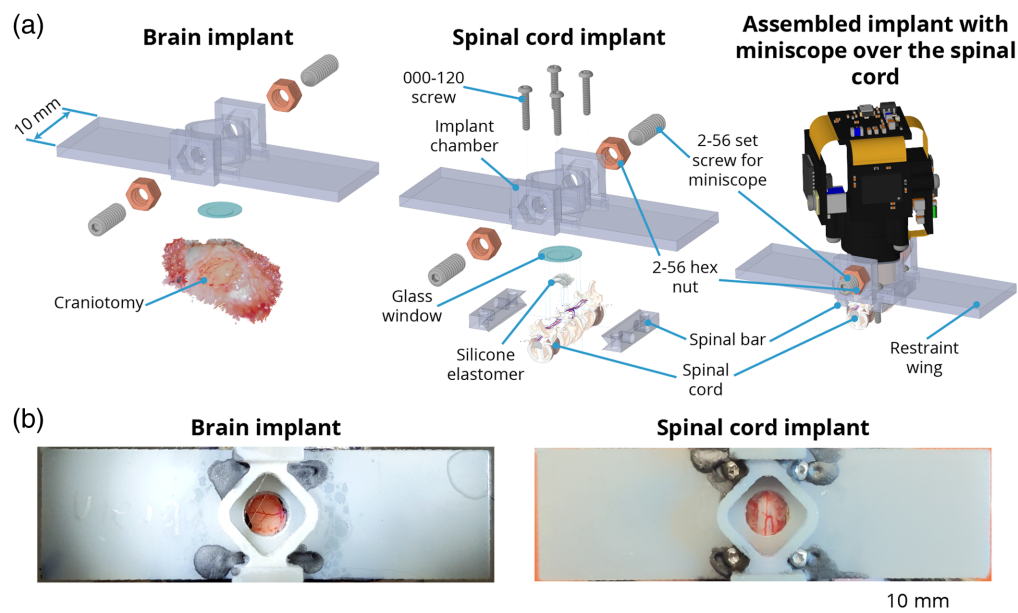 (a)
Brain implant
10 mm
Craniotomy
Spinal cord implant
000-120
screw
Implant
chamber
Glass
window
Silicone
elastomer
2-56 set
screw for
miniscope
2-56 hex
nut
Spinal bar
Spinal
cord
Assembled implant with
miniscope over the spinal
cord
Restraint
wing
(b)
Brain implant
Spinal cord implant
10 mm